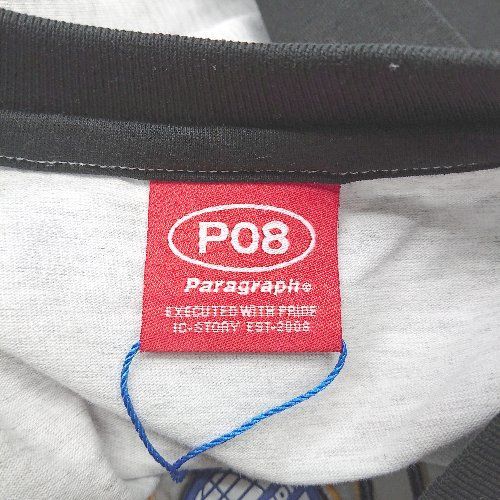 P08
Paragraph®
EXECUTED WITH PRIDE
IC-STORY EST-2008